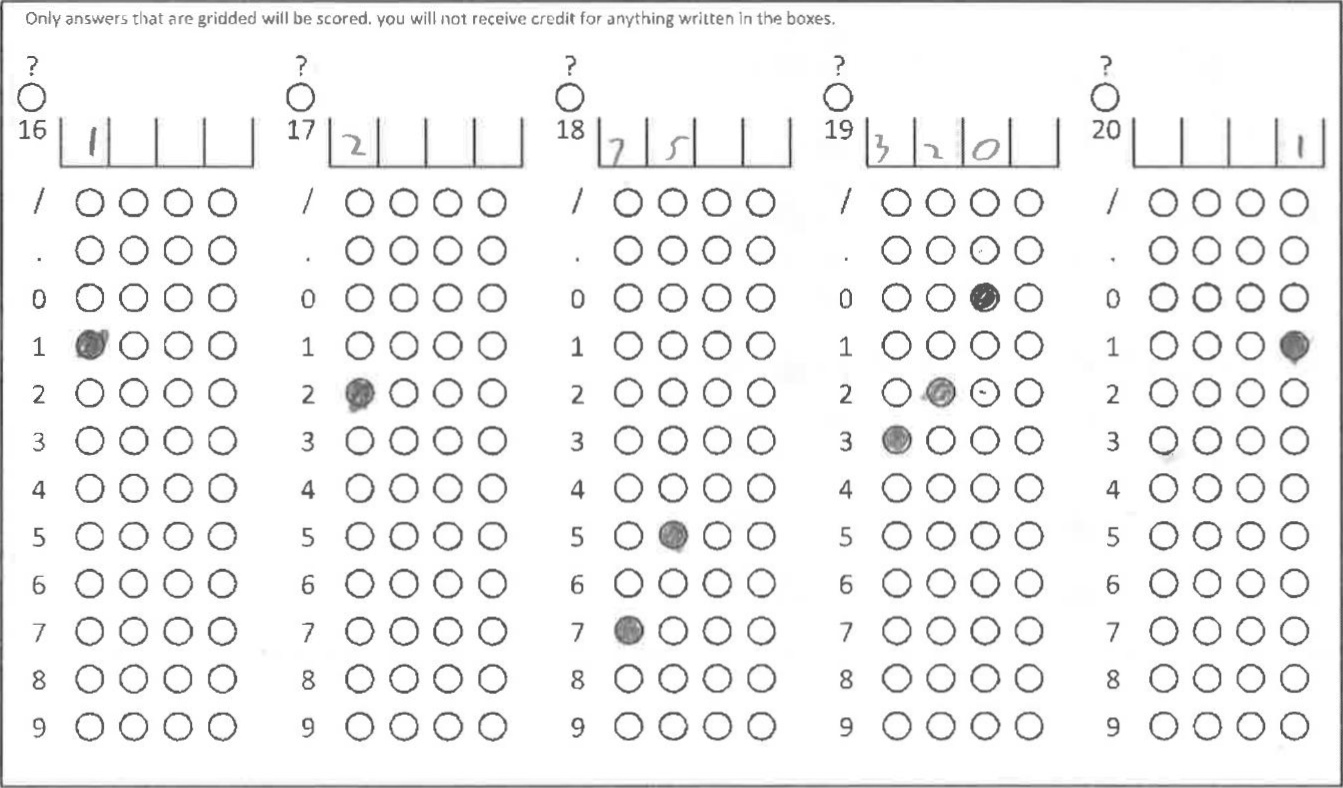 Only answers that are gridded will be scored. you will not receive credit for anything written in the boxes.
? ? ? ? ?
16 1 17 2 18 7 5 19 3 2 0 20 1
/ / / / /
. . . . .
0 0 0 0 0
1 1 1 1 1
2 2 2 2 2
3 3 3 3 3
4 4 4 4 4
5 5 5 5 5
6 6 6 6 6
7 7 7 7 7
8 8 8 8 8
9 9 9 9 9